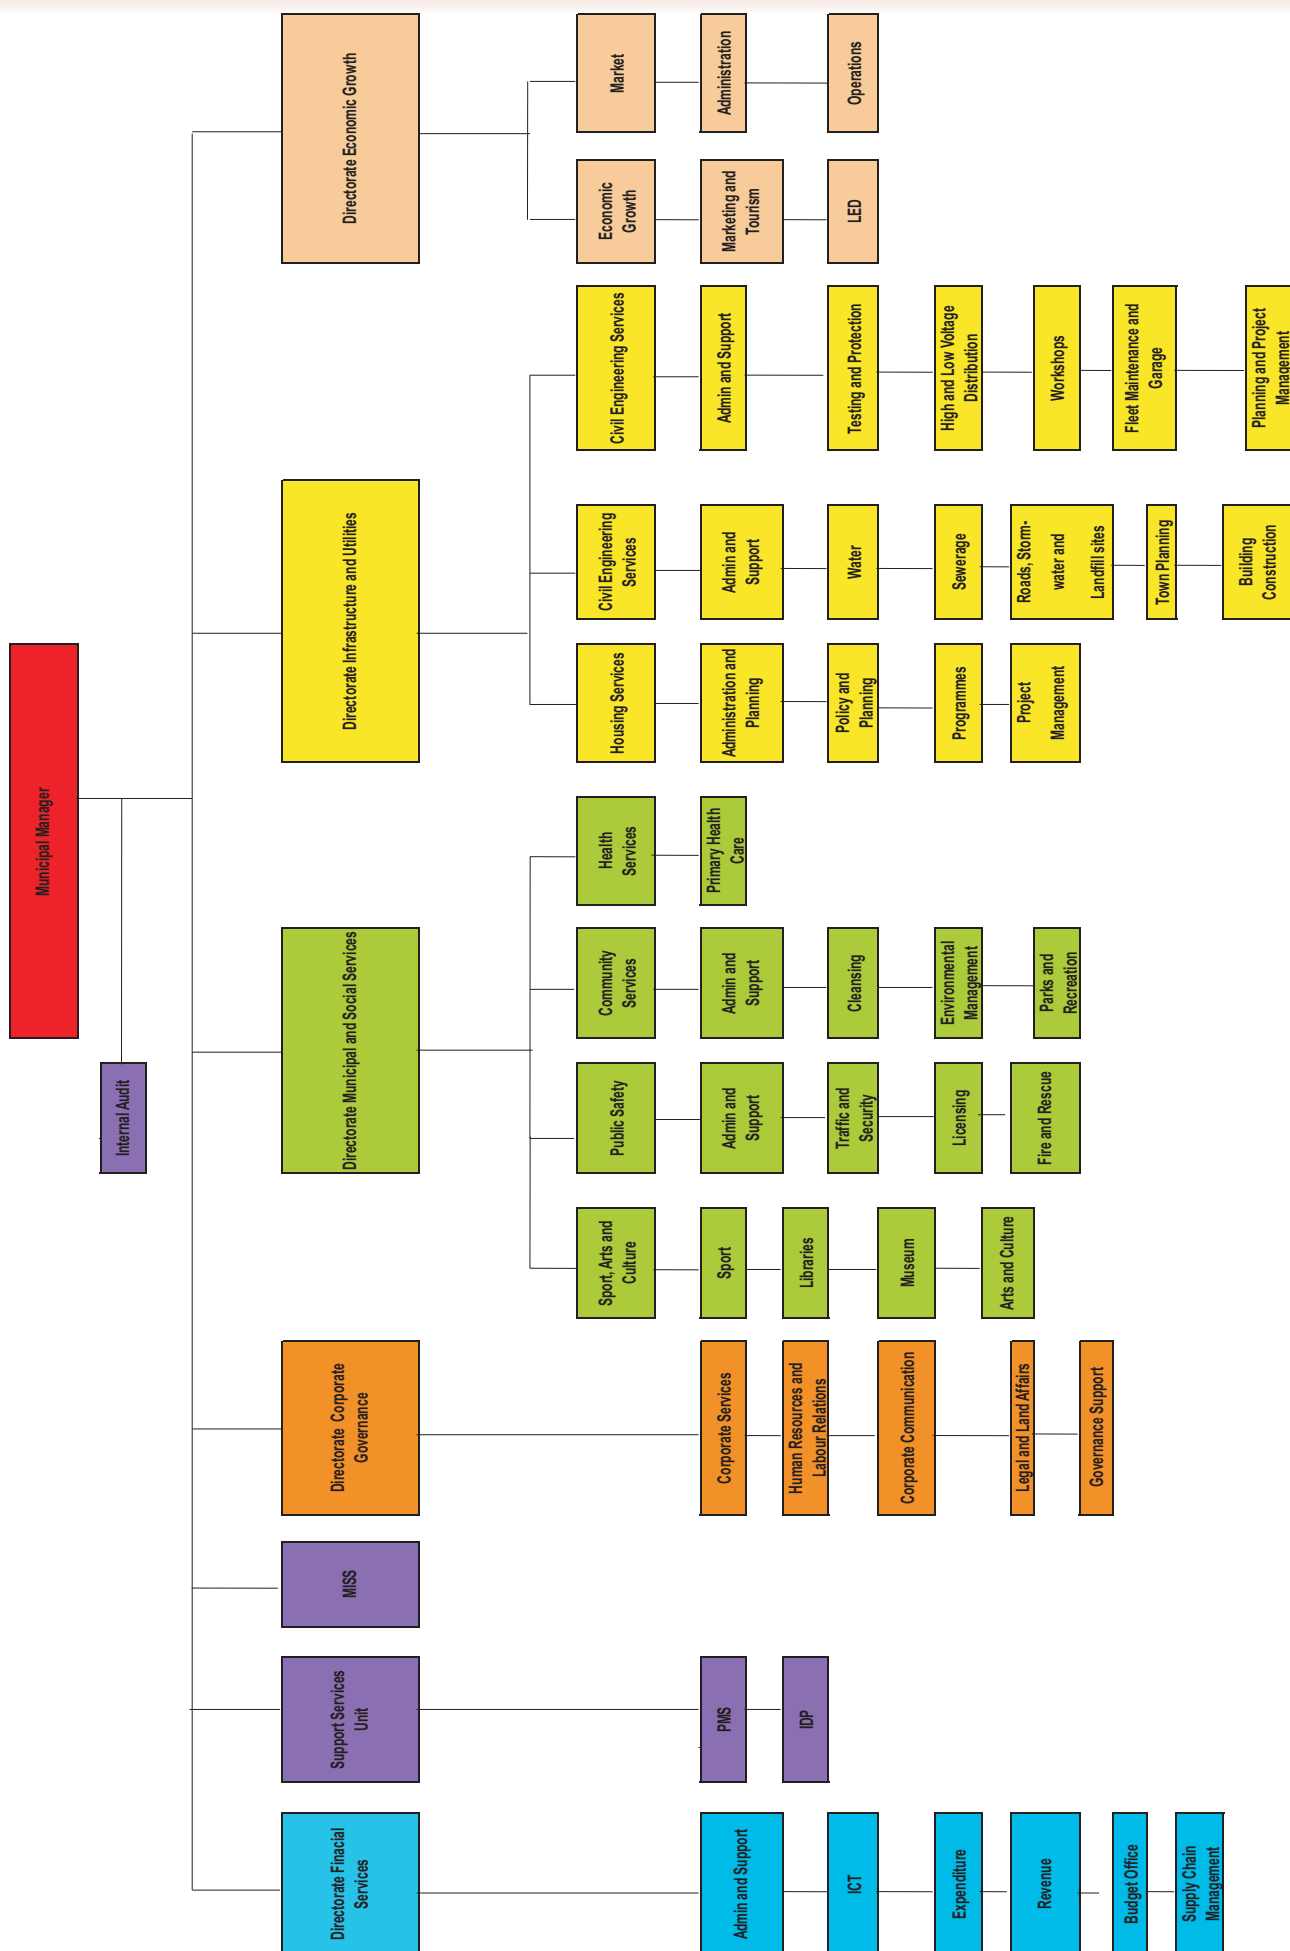 Municipal Manager
Internal Audit
Directorate Finacial
Services
Admin and Support
ICT
Expenditure
Revenue
Budget Office
Supply Chain
Management
Support Services
Unit
PMS
IDP
MISS
Directorate Corporate
Governance
Corporate Services
Human Resources and
Labour Relations
Corporate Communication
Legal and Land Affairs
Governance Support
Directorate Municipal and Social Services
Sport, Arts and
Culture
Sport
Libraries
Museum
Arts and Culture
Public Safety
Admin and
Support
Traffic and
Security
Licensing
Fire and Rescue
Community
Services
Admin and
Support
Cleansing
Environmental
Management
Parks and
Recreation
Health
Services
Primary Health
Care
Directorate Infrastructure and Utilities
Housing Services
Administration and
Planning
Policy and
Planning
Programmes
Project
Management
Civil Engineering
Services
Admin and
Support
Water
Sewerage
Roads, Storm-
water and
Landfill sites
Town Planning
Building
Construction
Civil Engineering Services
Admin and Support
Testing and Protection
High and Low Voltage
Distribution
Workshops
Fleet Maintenance and
Garage
Planning and Project
Management
Directorate Economic Growth
Economic
Growth
Marketing and
Tourism
LED
Market
Administration
Operations